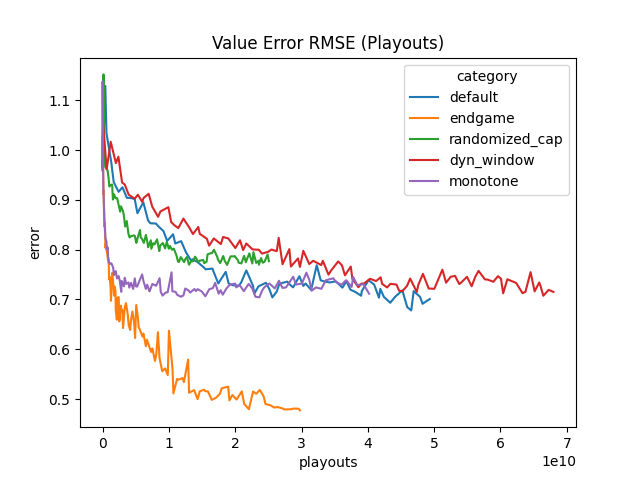 Value Error RMSE (Playouts)
category
default
endgame
randomized_cap
dyn_window
monotone
error
1.1
1.0
0.9
0.8
0.7
0.6
0.5
0 1 2 3 4 5 6 7
playouts
1e10